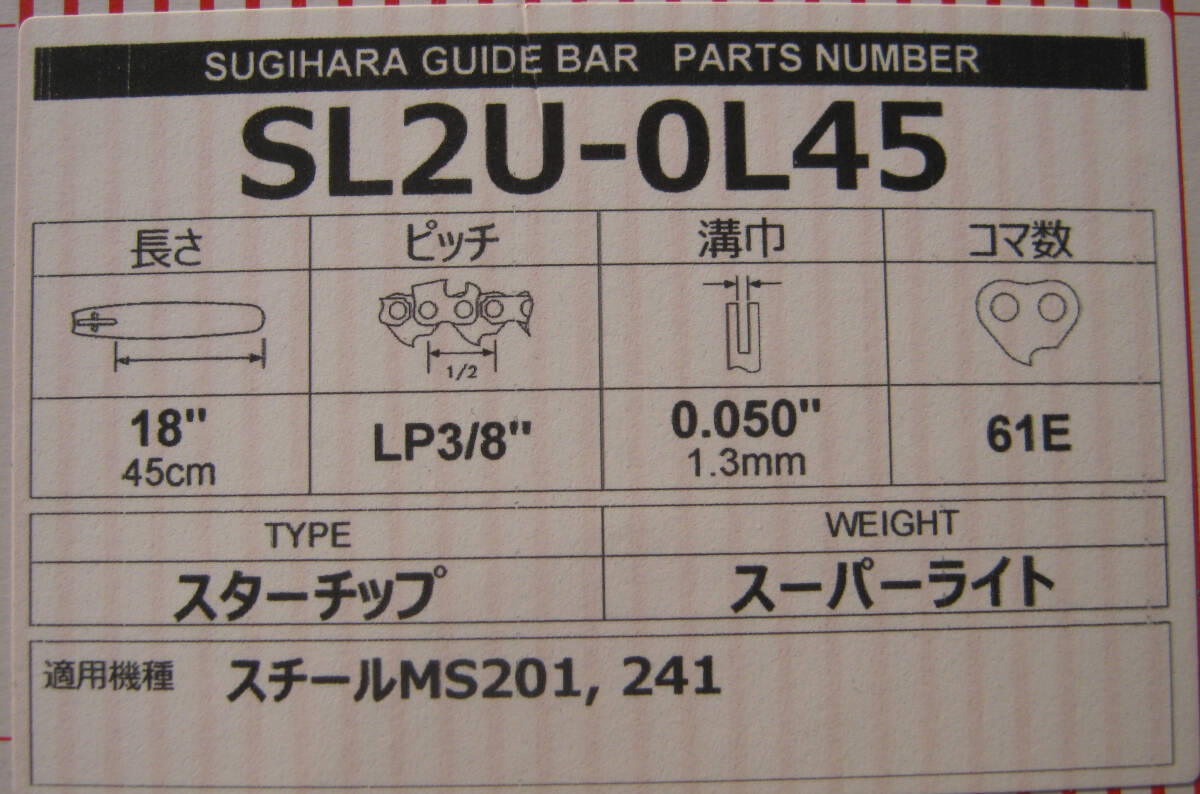 SUGIHARA GUIDE BAR PARTS NUMBER
SL2U-0L45
長さ ピッチ 溝巾 コマ数
1/2
18" LP3/8" 0.050" 61E
45cm 1.3mm
TYPE WEIGHT
スターチップ スーパーライト
適用機種 スチールMS201, 241